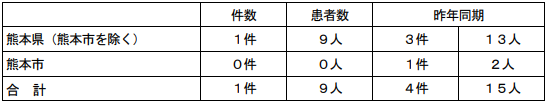 件数 患者数 昨年同期
熊本県（熊本市を除く） １件 ９人 ３件 １３人
熊本市 ０件 ０人 １件 ２人
合　計 １件 ９人 ４件 １５人